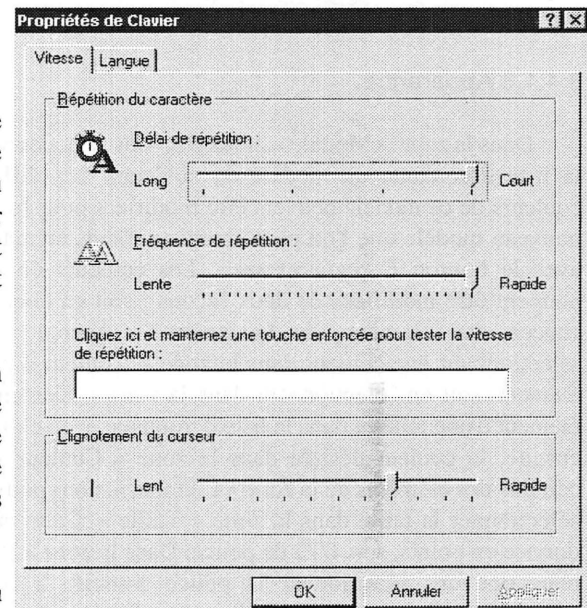 Propriétés de Clavier
Vitesse
Langue
Répétition du caractère
Délai de répétition :
Long
Court
Fréquence de répétition :
Lente
Rapide
Cliquez ici et maintenez une touche enfoncée pour tester la vitesse
de répétition :
Clignotement du curseur
Lent
Rapide
OK
Annuler
Appliquer